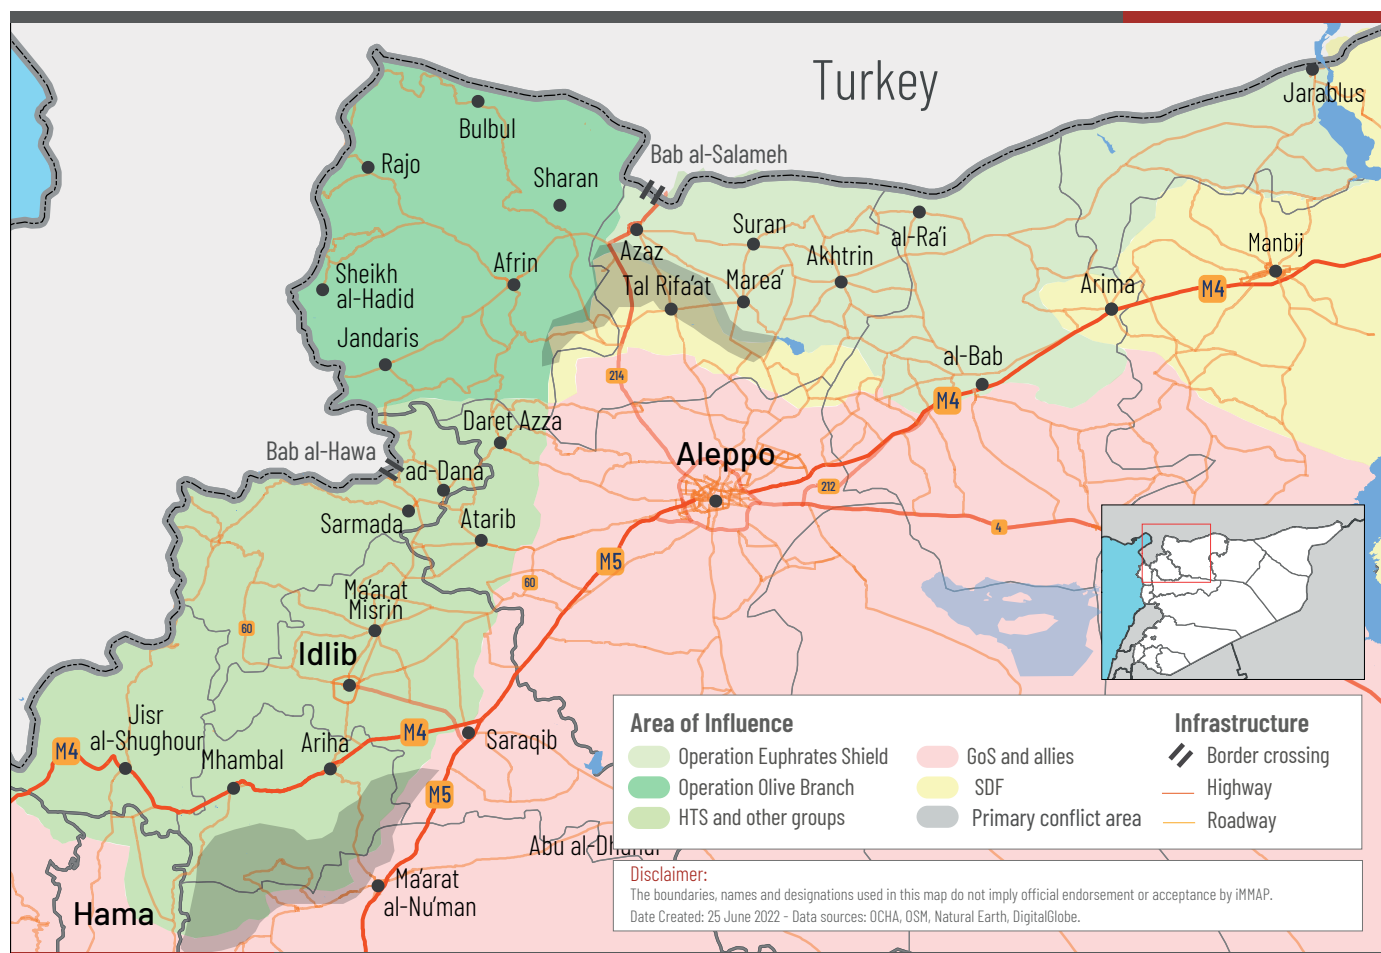 Turkey
Jarablus
Bulbul
Bab al-Salameh
Rajo
Sharan
Suran
al-Ra'i
Manbij
Azaz
Akhtrin
Afrin
Sheikh
al-Hadid
Tal Rifa'at
Marea'
Arima
M4
Jandaris
al-Bab
214
M4
Daret Azza
Bab al-Hawa
Aleppo
ad-Dana
212
Sarmada
Atarib
4
M5
60
Ma'arat
Misrin
60
Idlib
Jisr
al-Shughour
M4
M4
Ariha
Mhambal
Saraqib
M5
Abu al-Dhuhur
Ma'arat
al-Nu'man
Hama
Area of Influence
Operation Euphrates Shield
Operation Olive Branch
HTS and other groups
GoS and allies
SDF
Primary conflict area
Infrastructure
Border crossing
Highway
Roadway
Disclaimer:
The boundaries, names and designations used in this map do not imply official endorsement or acceptance by iMMAP.
Date Created: 25 June 2022 - Data sources: OCHA, OSM, Natural Earth, DigitalGlobe.